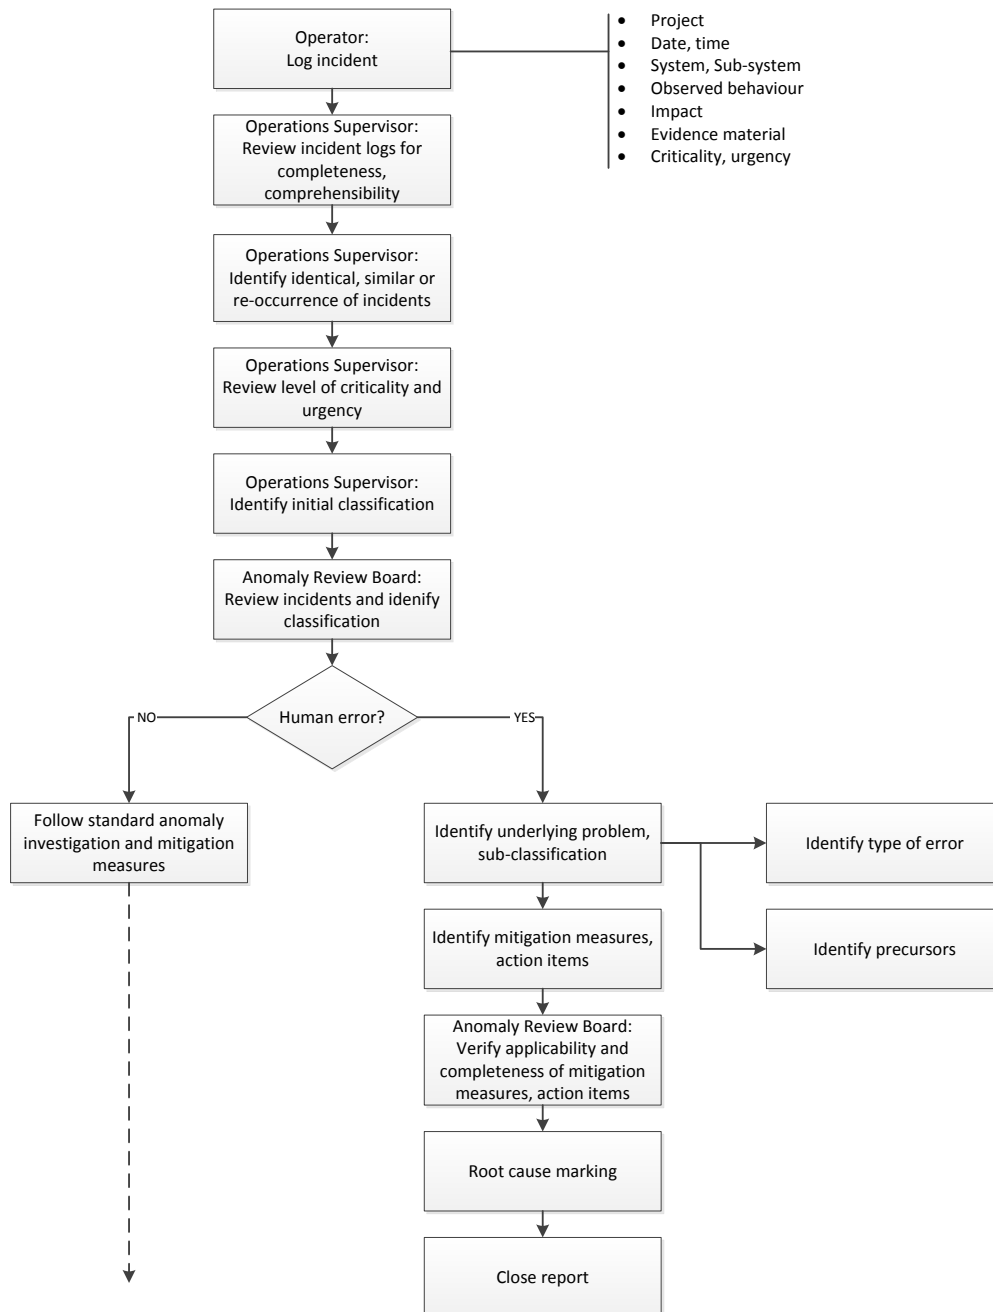 Operator:
Log incident
• Project
• Date, time
• System, Sub-system
• Observed behaviour
• Impact
• Evidence material
• Criticality, urgency
Operations Supervisor:
Review incident logs for
completeness,
comprehensibility
Operations Supervisor:
Identify identical, similar or
re-occurrence of incidents
Operations Supervisor:
Review level of criticality and
urgency
Operations Supervisor:
Identify initial classification
Anomaly Review Board:
Review incidents and idenify
classification
Human error?
NO
YES
Follow standard anomaly
investigation and mitigation
measures
Identify underlying problem,
sub-classification
Identify type of error
Identify mitigation measures,
action items
Identify precursors
Anomaly Review Board:
Verify applicability and
completeness of mitigation
measures, action items
Root cause marking
Close report